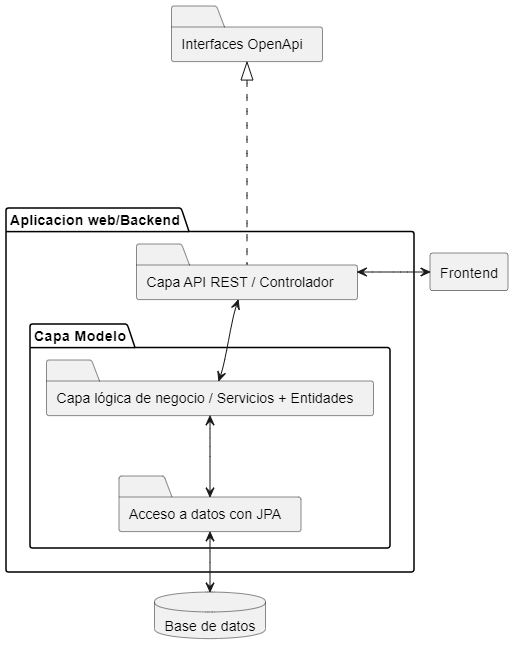 Interfaces OpenApi
Aplicacion web/Backend
Capa API REST / Controlador
Frontend
Capa Modelo
Capa lógica de negocio / Servicios + Entidades
Acceso a datos con JPA
Base de datos